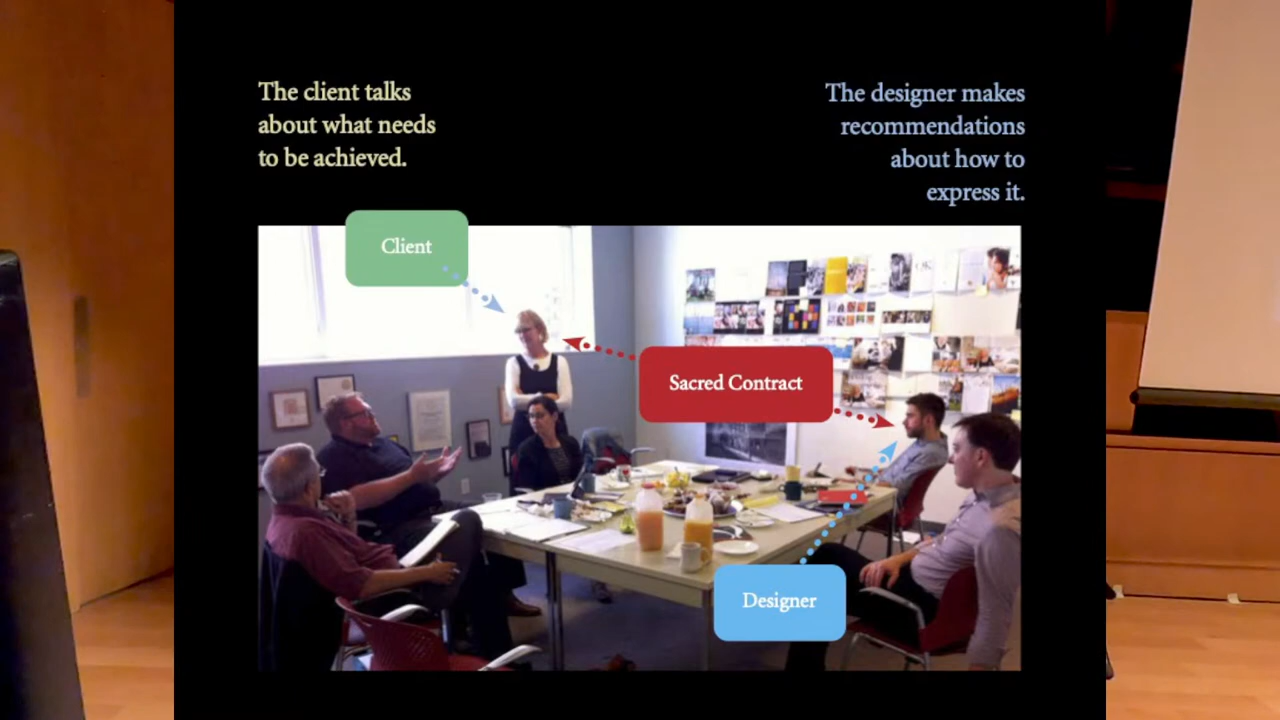 The client talks
about what needs
to be achieved.
The designer makes
recommendations
about how to
express it.
Client
Sacred Contract
Designer